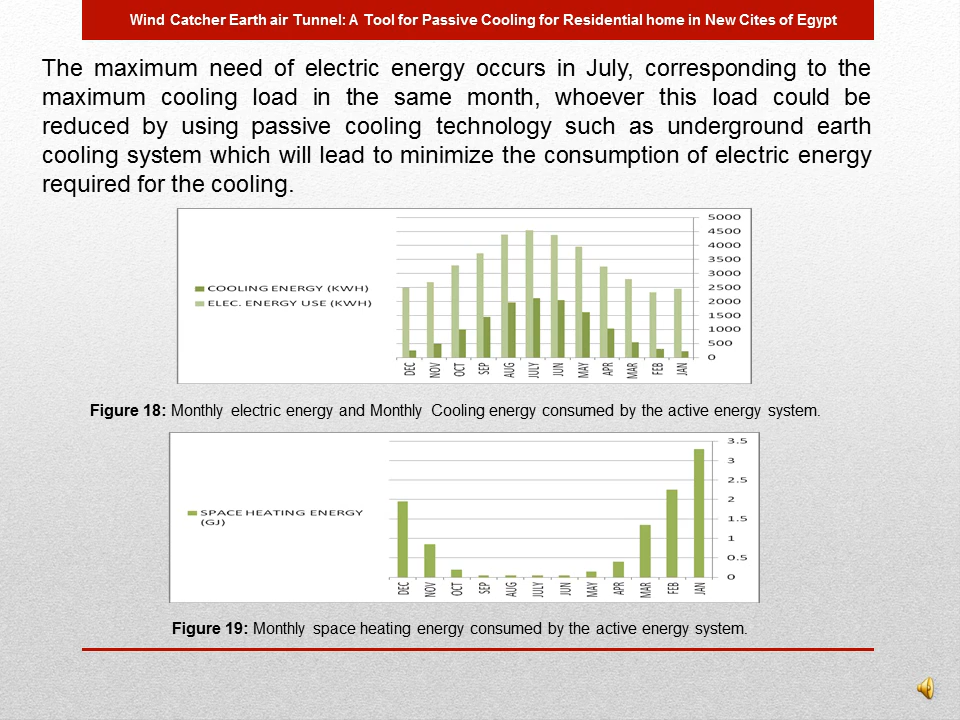 Wind Catcher Earth air Tunnel: A Tool for Passive Cooling for Residential home in New Cites of Egypt
The maximum need of electric energy occurs in July, corresponding to the
maximum cooling load in the same month, whoever this load could be
reduced by using passive cooling technology such as underground earth
cooling system which will lead to minimize the consumption of electric energy
required for the cooling.
5000
4500
4000
3500
3000
2500
2000
1500
1000
500
0
COOLING ENERGY (KWH)
ELEC. ENERGY USE (KWH)
DEC NOV OCT SEP AUG JULY JUN MAY APR MAR FEB JAN
Figure 18: Monthly electric energy and Monthly Cooling energy consumed by the active energy system.
3.5
3
2.5
2
1.5
1
0.5
0
SPACE HEATING ENERGY
(GJ)
DEC NOV OCT SEP AUG JULY JUN MAY APR MAR FEB JAN
Figure 19: Monthly space heating energy consumed by the active energy system.